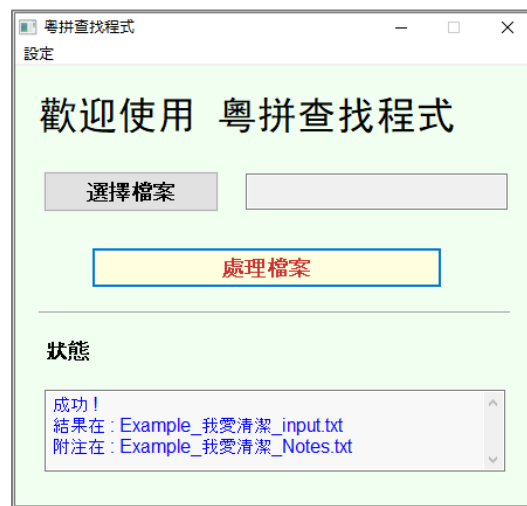 粵拼查找程式
設定
歡迎使用 粵拼查找程式
選擇檔案
處理檔案
狀態
成功！
結果在 : Example_我愛清潔_input.txt
附注在 : Example_我愛清潔_Notes.txt